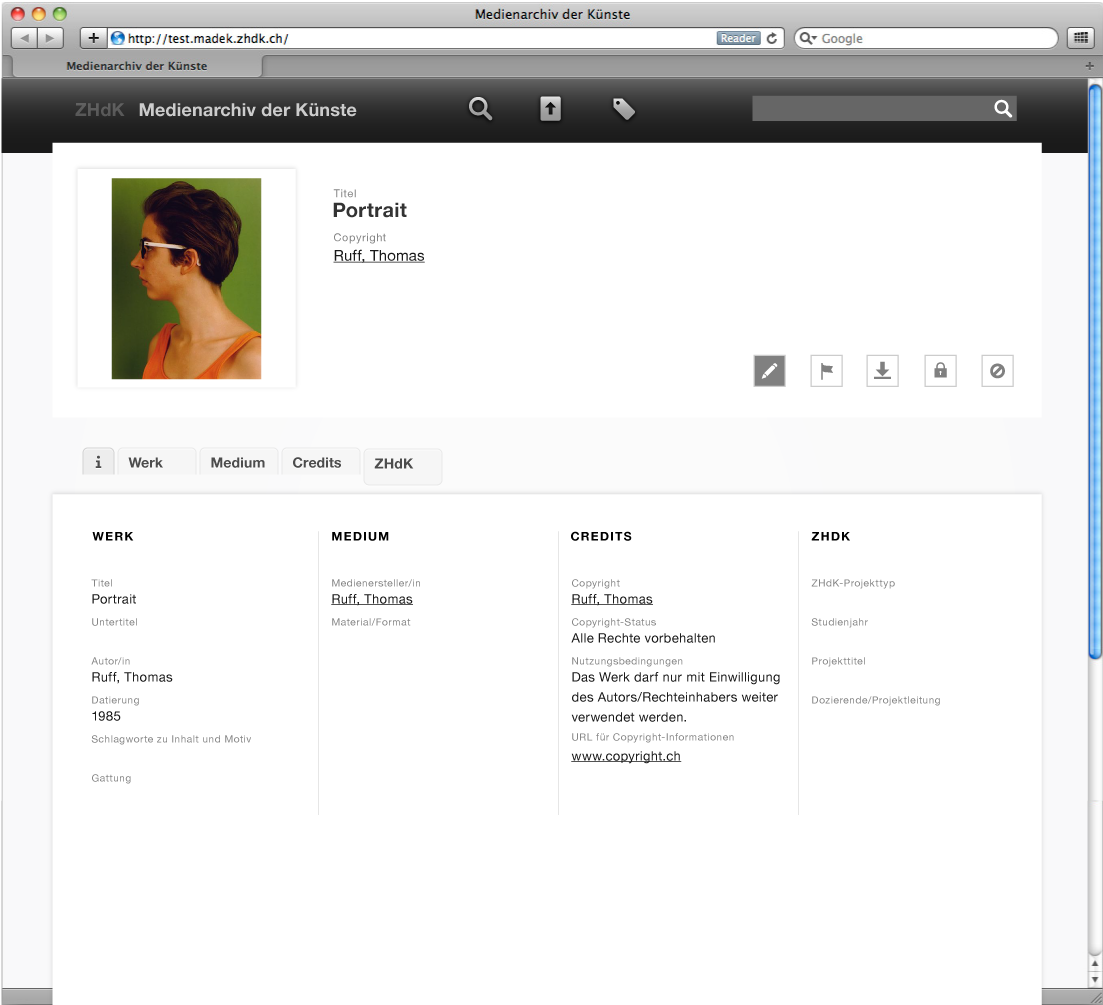 Medienarchiv der Künste
http://test.madek.zhdk.ch/
Reader
Google
Medienarchiv der Künste
ZHdK Medienarchiv der Künste
Titel
Portrait
Copyright
Ruff, Thomas
i
Werk
Medium
Credits
ZHdK
WERK
Titel
Portrait
Untertitel
Autor/in
Ruff, Thomas
Datierung
1985
Schlagworte zu Inhalt und Motiv
Gattung
MEDIUM
Medienersteller/in
Ruff, Thomas
Material/Format
CREDITS
Copyright
Ruff, Thomas
Copyright-Status
Alle Rechte vorbehalten
Nutzungsbedingungen
Das Werk darf nur mit Einwilligung
des Autors/Rechteinhabers weiter
verwendet werden.
URL für Copyright-Informationen
www.copyright.ch
ZHDK
ZHdK-Projekttyp
Studienjahr
Projekttitel
Dozierende/Projektleitung